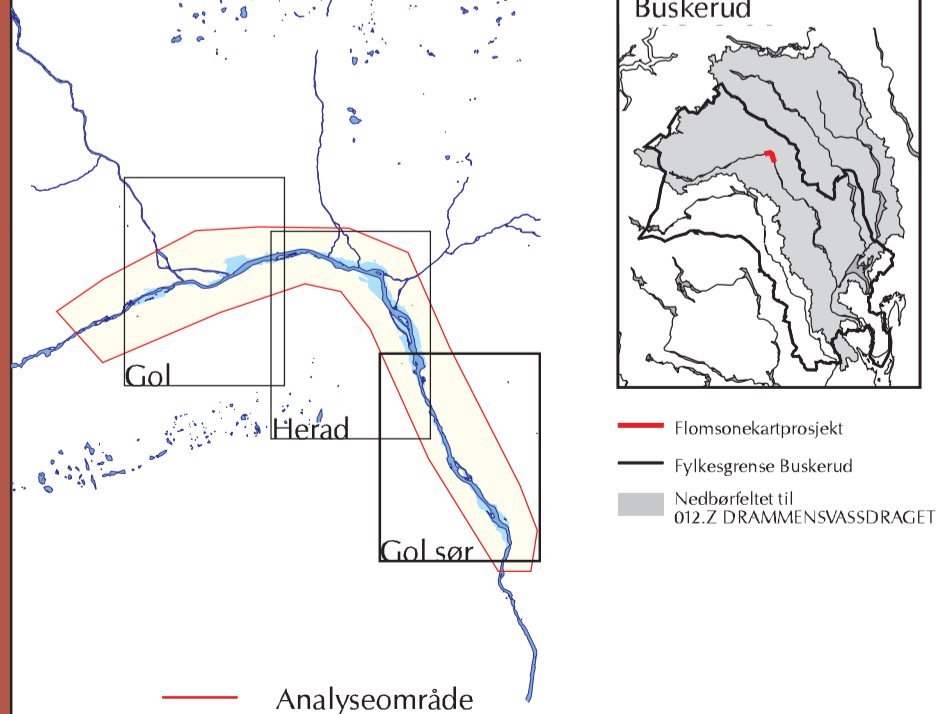 Buskerud
Gol
Herad
Gol sør
Analyseområde
Flomsonekartprosjekt
Fylkesgrense Buskerud
Nedbørfeltet til
012.Z DRAMMENSVASSDRAGET